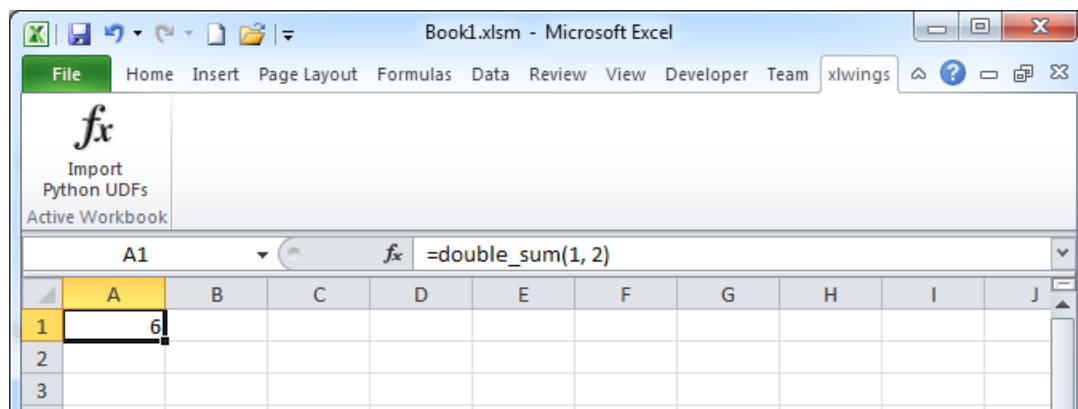 Book1.xlsm - Microsoft Excel
File Home Insert Page Layout Formulas Data Review View Developer Team xlwings
fx
Import
Python UDFs
Active Workbook
A1 fx =double_sum(1, 2)
A B C D E F G H I J
1 6
2
3